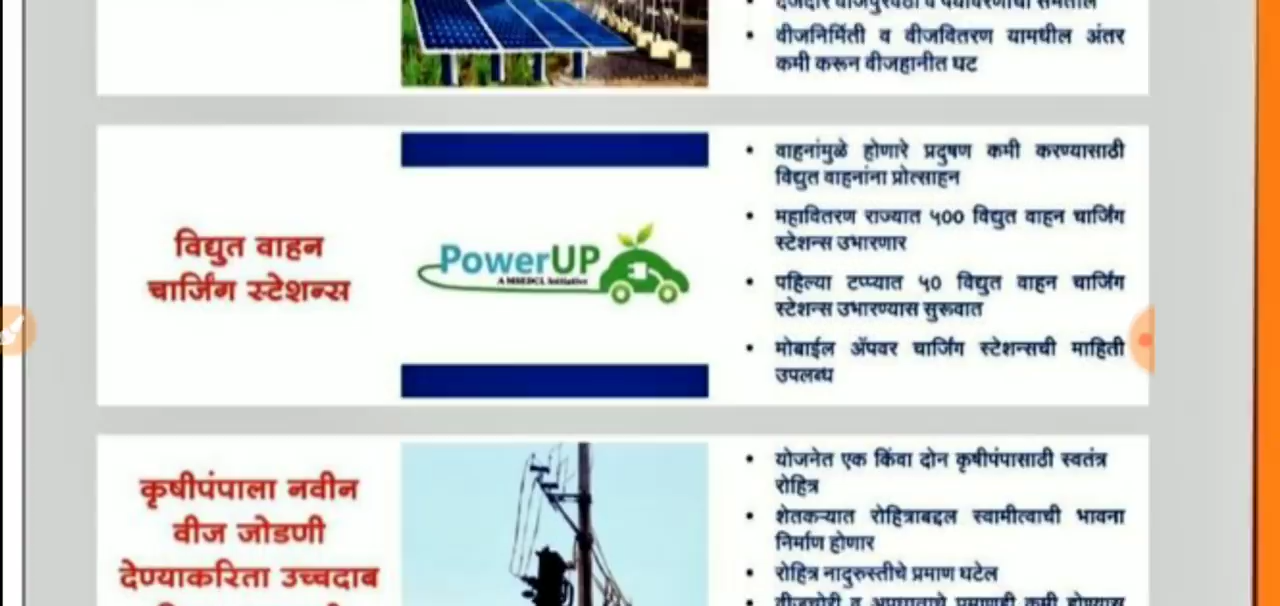 वीजनिर्मिती व वीजवितरण यामधील अंतर
कमी करून वीजहानीत घट
विद्युत वाहन
चार्जिंग स्टेशन्स
PowerUP
A MSEDCL Initiative
वाहनांमुळे होणारे प्रदुषण कमी करण्यासाठी
विद्युत वाहनांना प्रोत्साहन
महावितरण राज्यात ५०० विद्युत वाहन चार्जिंग
स्टेशन्स उभारणार
पहिल्या टप्प्यात ५० विद्युत वाहन चार्जिंग
स्टेशन्स उभारण्यास सुरूवात
मोबाईल ॲपवर चार्जिंग स्टेशन्सची माहिती
उपलब्ध
कृषीपंपाला नवीन
वीज जोडणी
देण्याकरिता उच्चदाब
योजनेत एक किंवा दोन कृषीपंपासाठी स्वतंत्र
रोहित्र
शेतकऱ्यात रोहित्राबद्दल स्वामीत्वाची भावना
निर्माण होणार
रोहित्र नादुरुस्तीचे प्रमाण घटेल